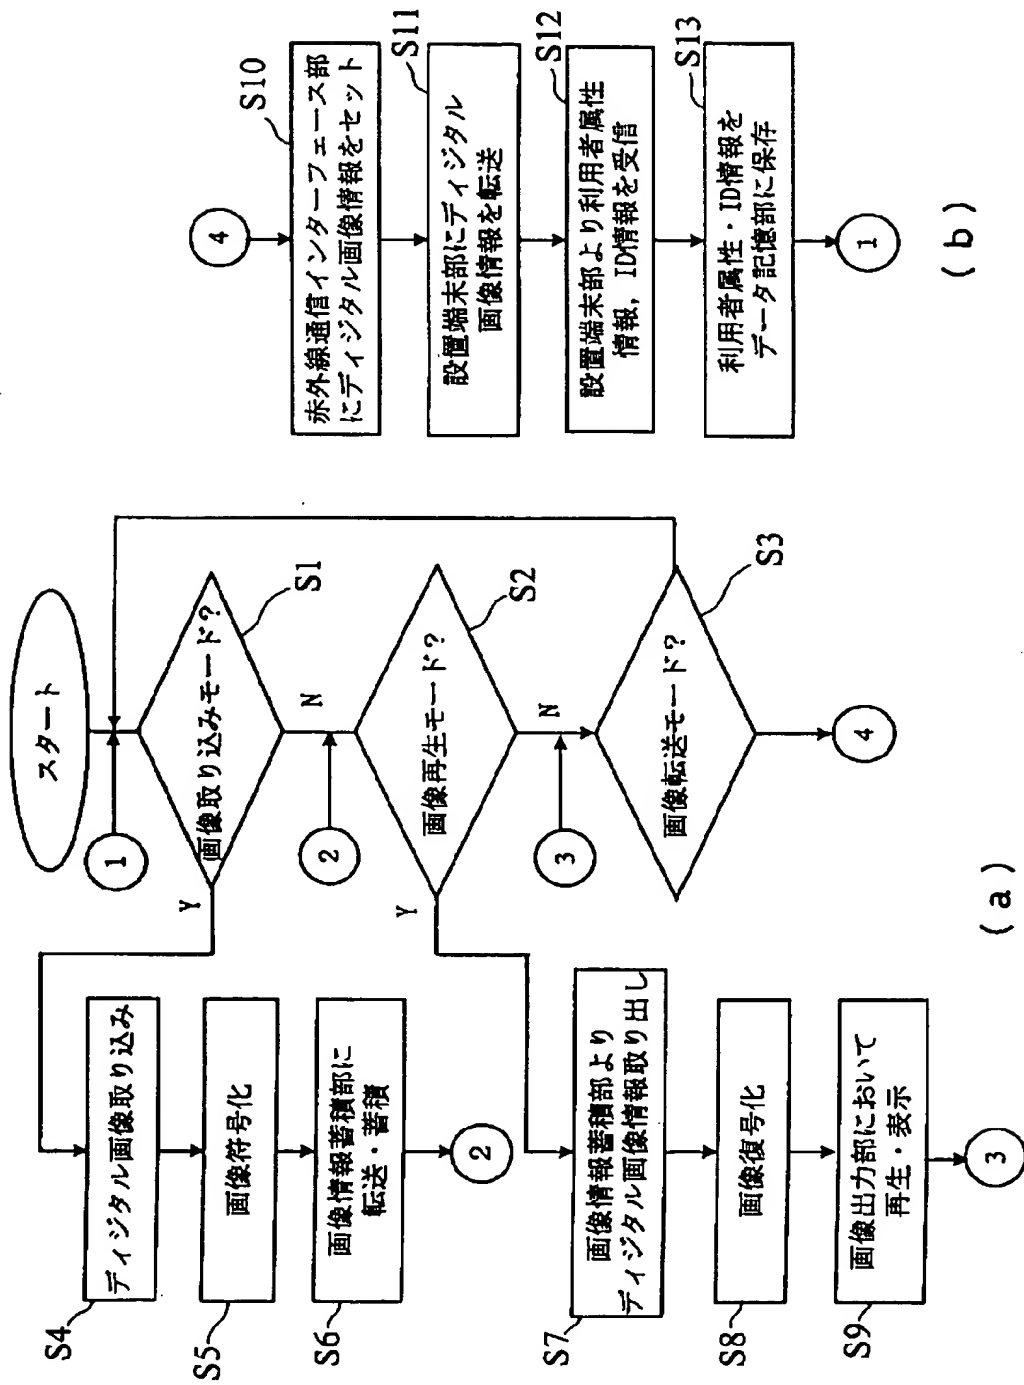 スタート
1
画像取り込みモード？
S1
Y
N
2
画像再生モード？
S2
Y
N
3
画像転送モード？
S3
4
S4
ディジタル画像取り込み
S5
画像符号化
S6
画像情報蓄積部に
転送・蓄積
2
S7
画像情報蓄積部より
ディジタル画像情報取り出し
S8
画像復号化
S9
画像出力部において
再生・表示
3
(a)
4
S10
赤外線通信インターフェース部
にディジタル画像情報をセット
S11
設置端末部にディジタル
画像情報を転送
S12
設置端末部より利用者属性
情報，ID情報を受信
S13
利用者属性・ID情報を
データ記憶部に保存
1
(b)